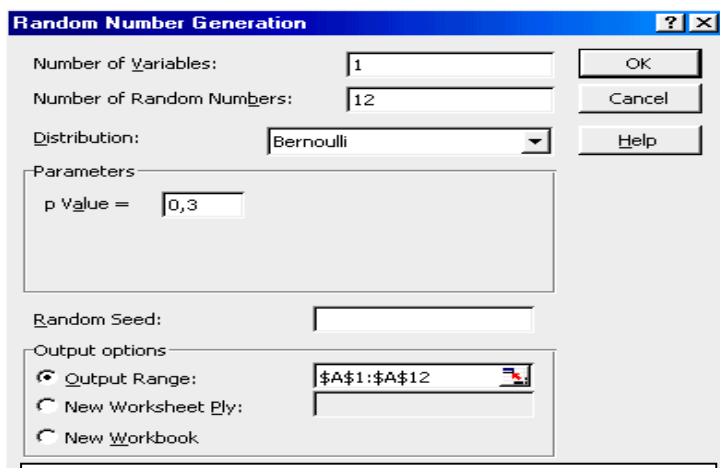 Random Number Generation
Number of Variables: 1 OK
Number of Random Numbers: 12 Cancel
Distribution: Bernoulli Help
Parameters
p Value = 0,3
Random Seed:
Output options
Output Range: $A$1:$A$12
New Worksheet Ply:
New Workbook